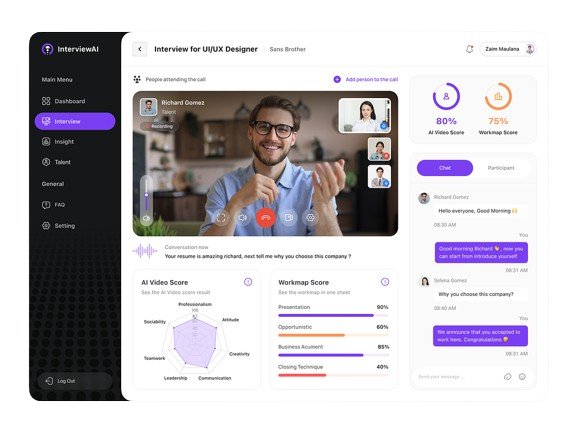 InterviewAI
Main Menu
Dashboard
Interview
Insight
Talent
General
FAQ
Setting
Log Out
Interview for UI/UX Designer
Sans Brother
Zaim Maulana
People attending the call
Add person to the call
Richard Gomez
Talent
Recording
Conversation now
Your resume is amazing richard, next tell me why you choose this company ?
AI Video Score
See the AI Video score result
Professionalism
Attitude
Creativity
Communication
Leadership
Teamwork
Sociability
Workmap Score
See the workmap in one sheet
Presentation
90%
Opportunistic
60%
Business Acument
85%
Closing Technique
40%
80%
AI Video Score
75%
Workmap Score
Chat
Participant
Richard Gomez
Hello everyone, Good Morning 🙌
08:30 AM
You
Good morning Richard 👋, now you
can start from introduce yourself
08:31 AM
Selena Gomez
Why you choose this company?
08:40 AM
You
We announce that you accepted to
work here. Congratulations
08:31 AM
Send your message...